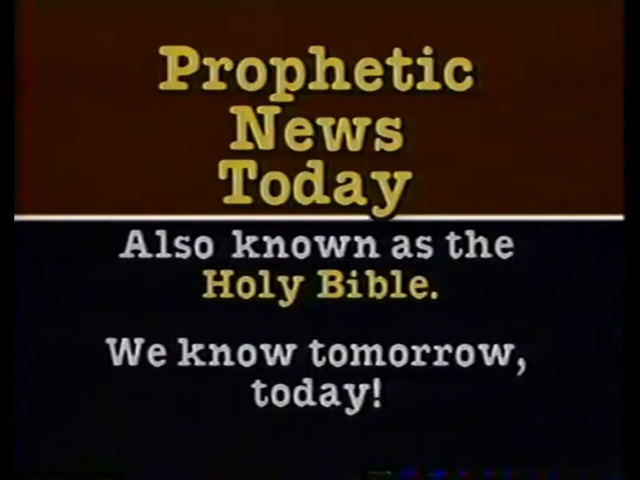 Prophetic
News
Today
Also known as the
Holy Bible.
We know tomorrow,
today!